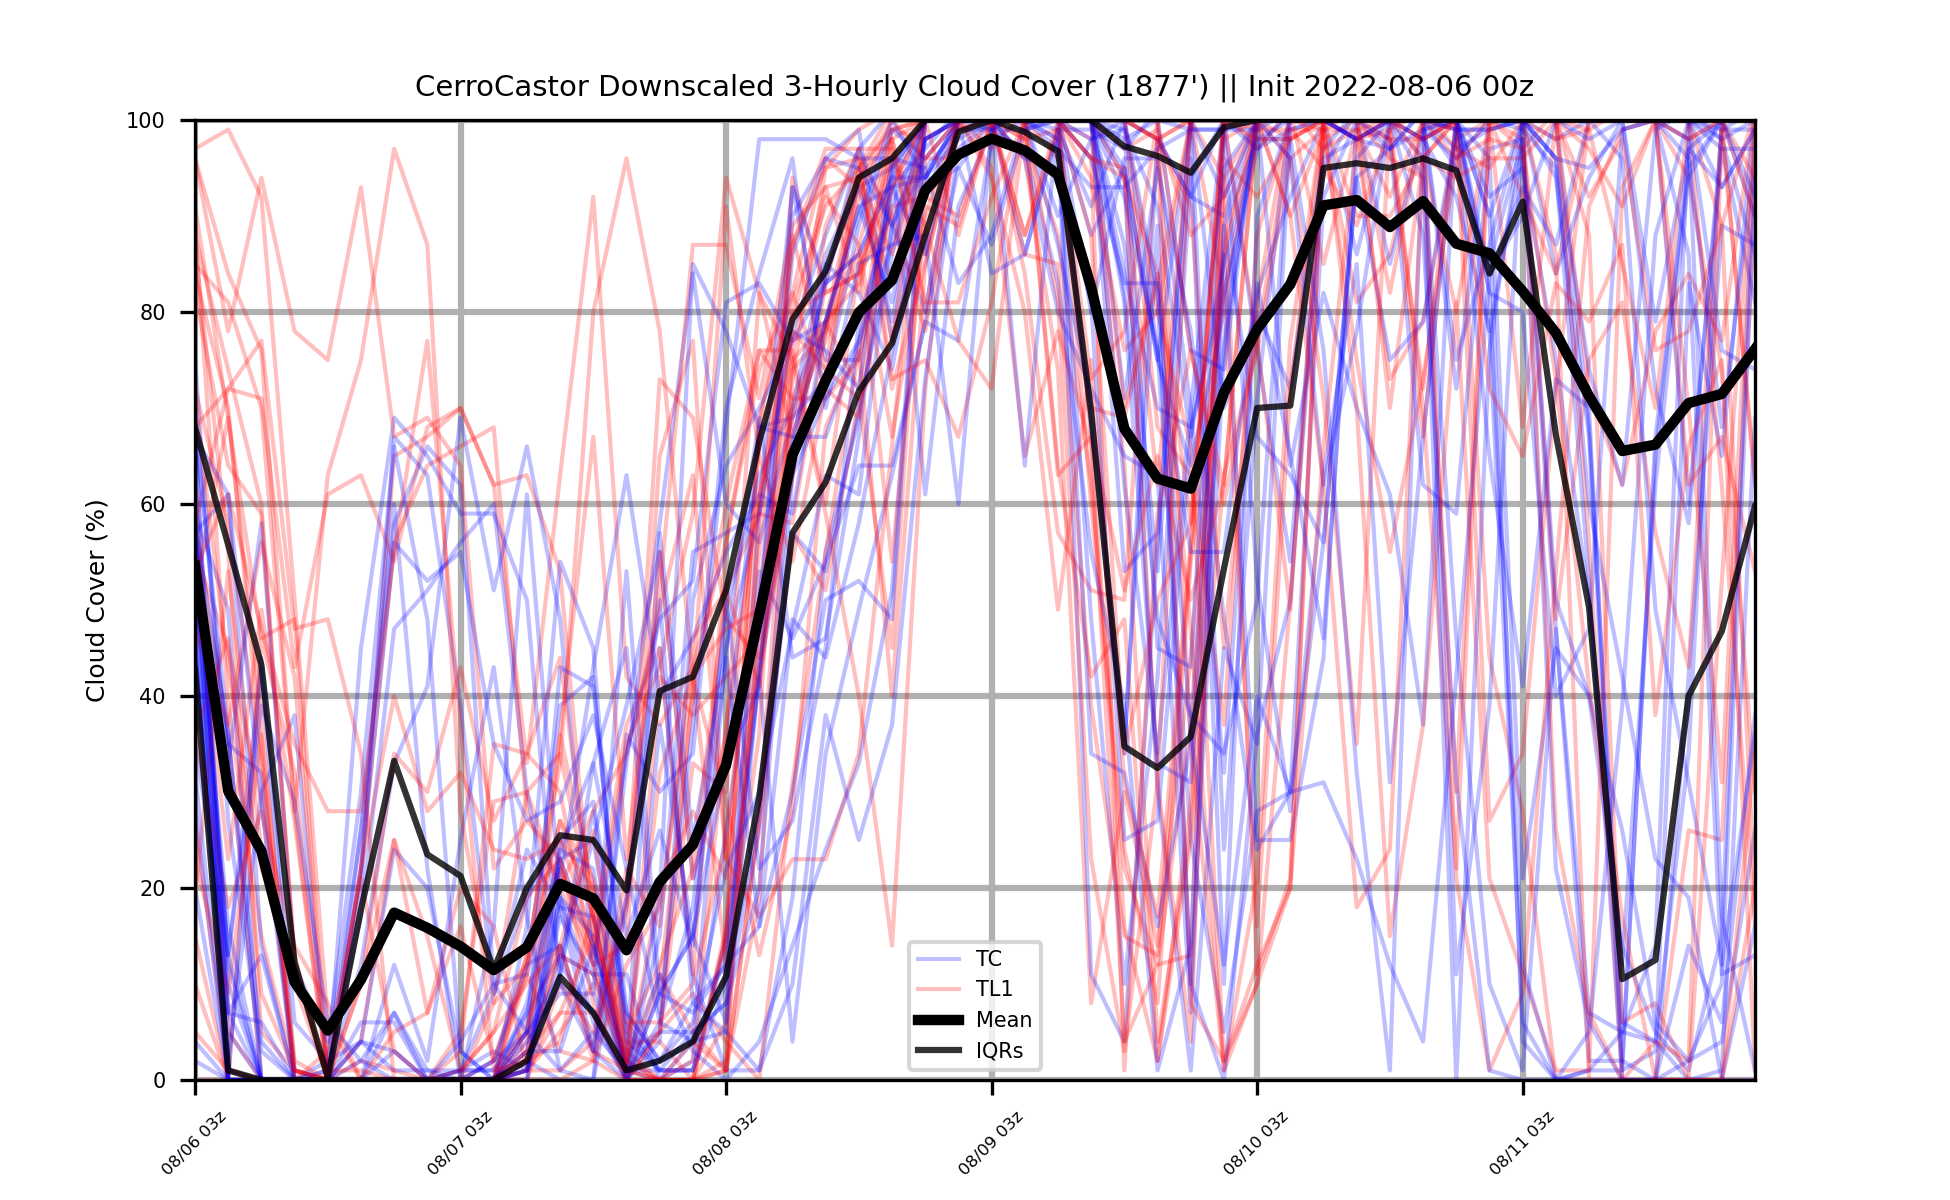 CerroCastor Downscaled 3-Hourly Cloud Cover (1877') || Init 2022-08-06 00z
Cloud Cover (%)
100
80
60
40
20
0
TC
TL1
Mean
IQRs
08/06 03z
08/07 03z
08/08 03z
08/09 03z
08/10 03z
08/11 03z